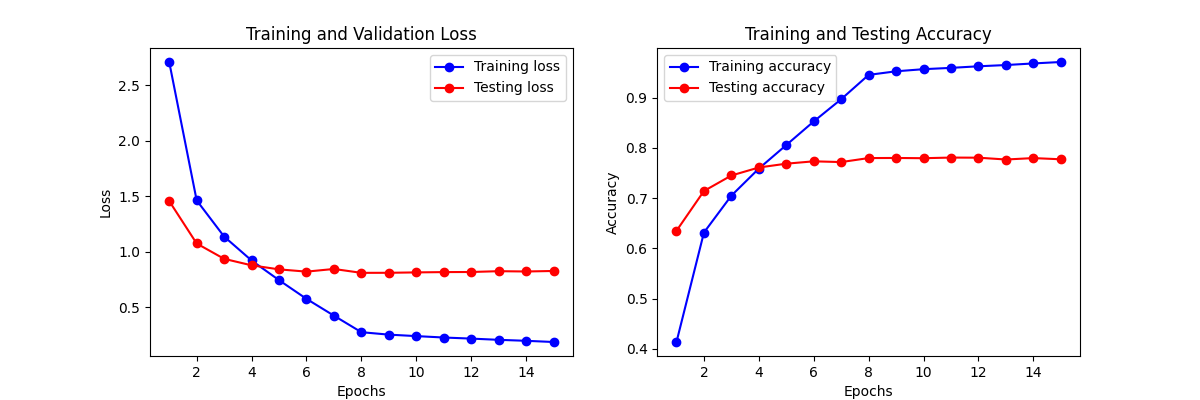 Training and Validation Loss
Training loss
Testing loss
2.5
2.0
1.5
1.0
0.5
Loss
2 4 6 8 10 12 14
Epochs
Training and Testing Accuracy
Training accuracy
Testing accuracy
0.9
0.8
0.7
0.6
0.5
0.4
Accuracy
2 4 6 8 10 12 14
Epochs